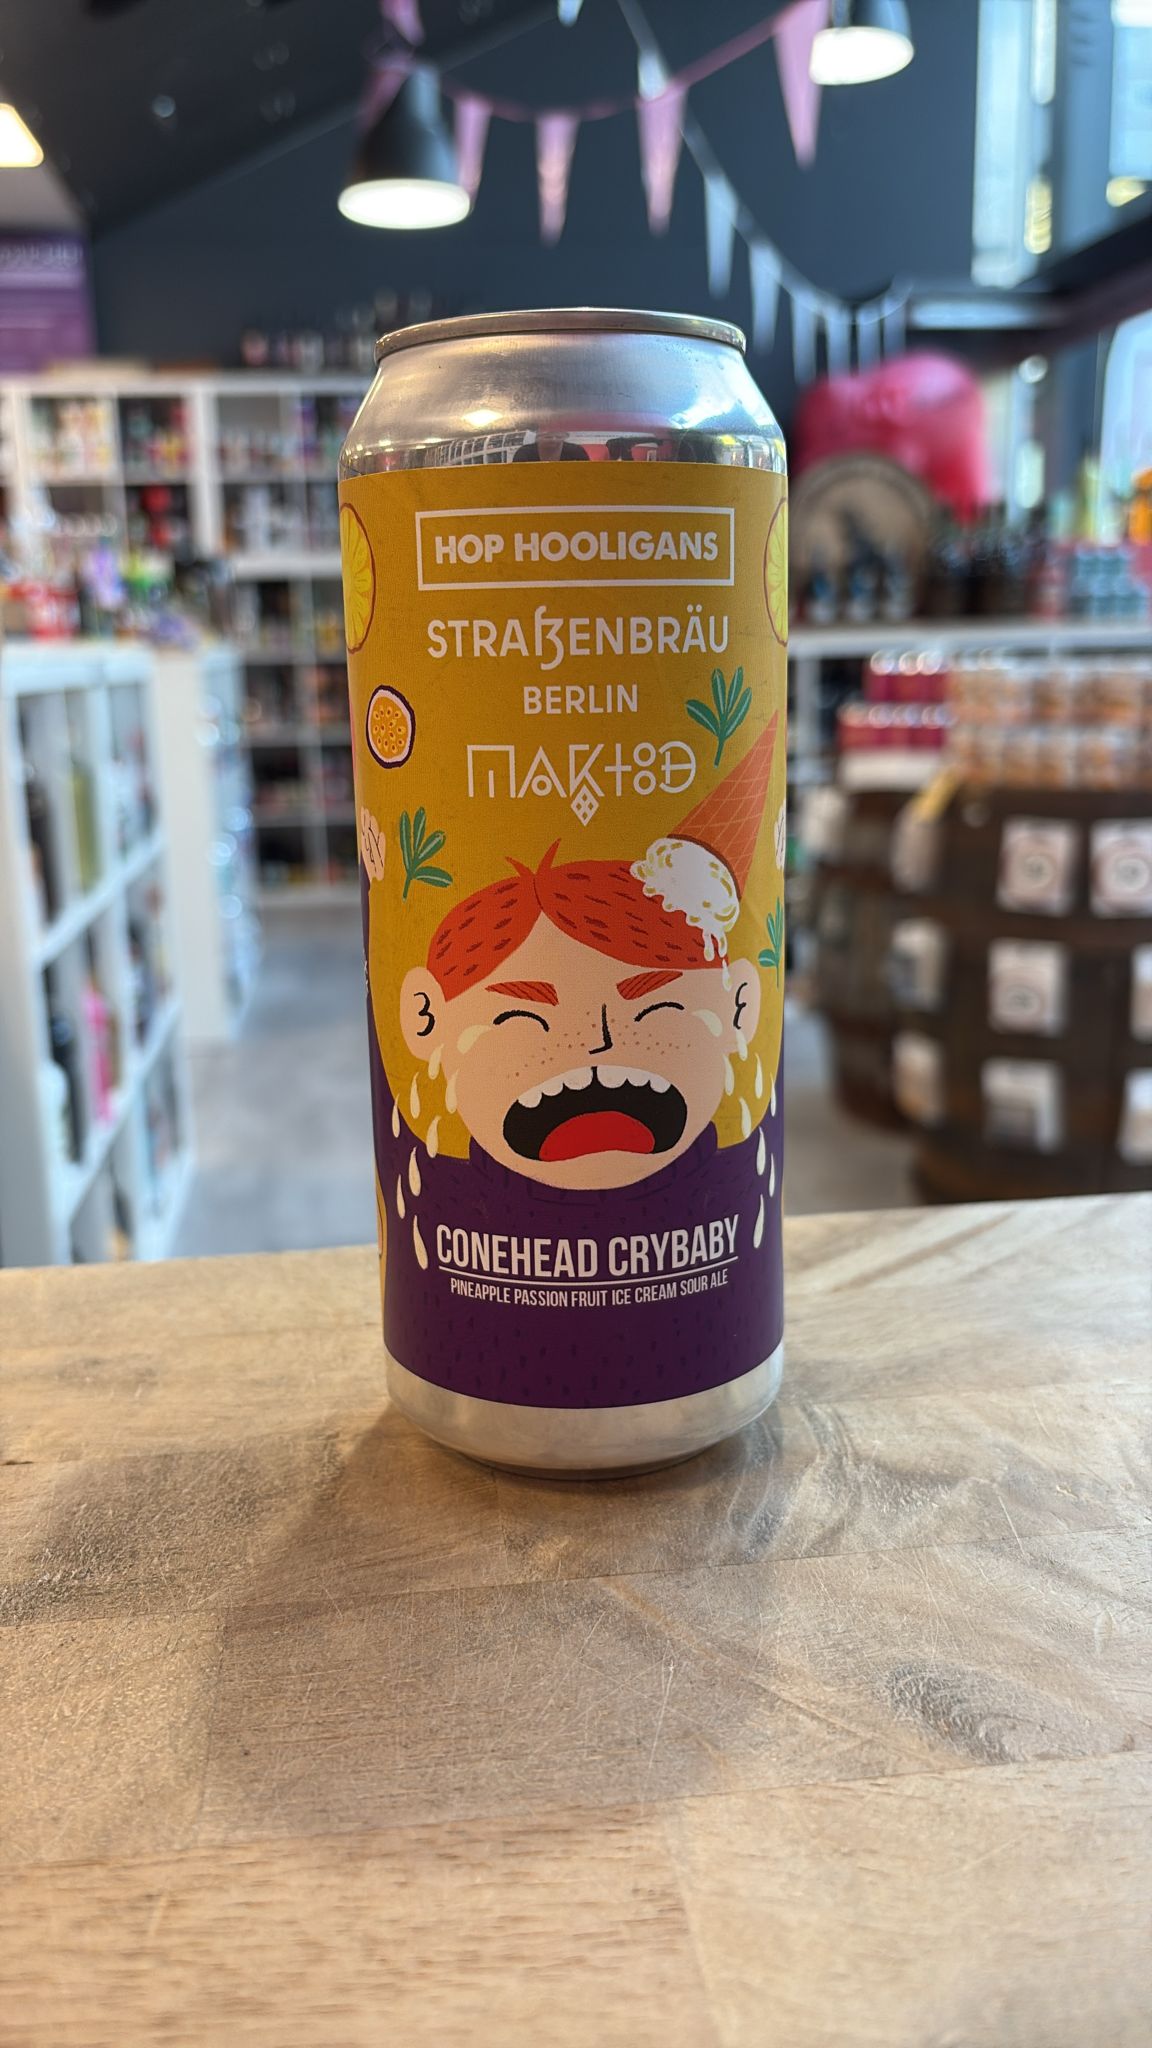 HOP HOOLIGANS
STRAßENBRÄU
BERLIN
CONEHEAD CRYBABY
PINEAPPLE PASSION FRUIT ICE CREAM SOUR ALE